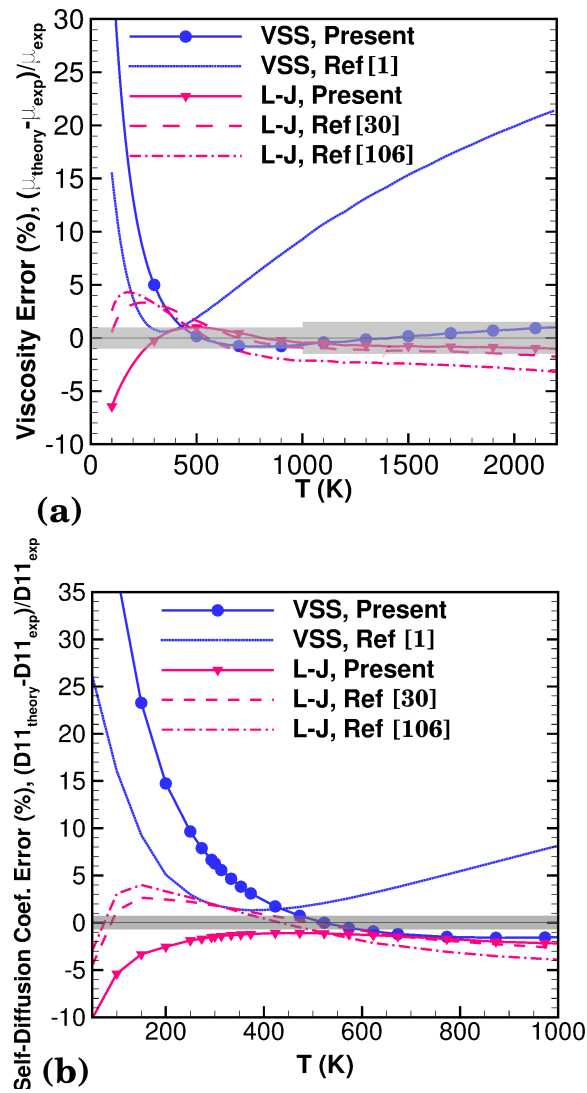 Viscosity Error (%), (μtheory-μexp)/μexp
30
25
20
15
10
5
0
-5
-10
VSS, Present
VSS, Ref [1]
L-J, Present
L-J, Ref [30]
L-J, Ref [106]
0 500 1000 1500 2000
T (K)
(a)
Self-Diffusion Coef. Error (%), (D11theory-D11exp)/D11exp
35
30
25
20
15
10
5
0
-5
-10
VSS, Present
VSS, Ref [1]
L-J, Present
L-J, Ref [30]
L-J, Ref [106]
200 400 600 800 1000
T (K)
(b)